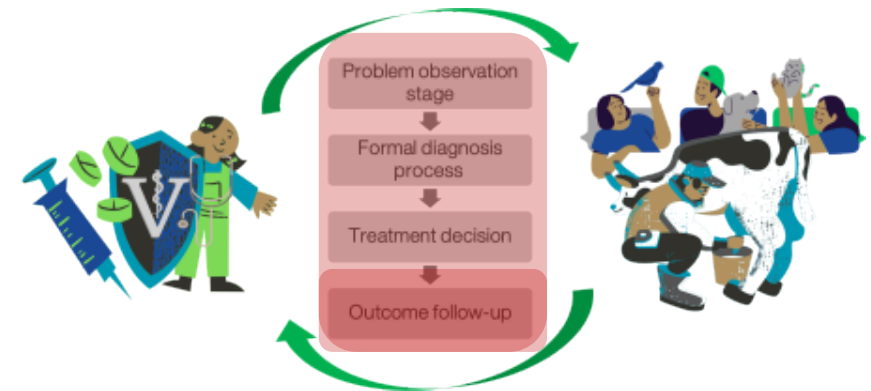 Problem observation
stage
Formal diagnosis
process
Treatment decision
Outcome follow-up
V